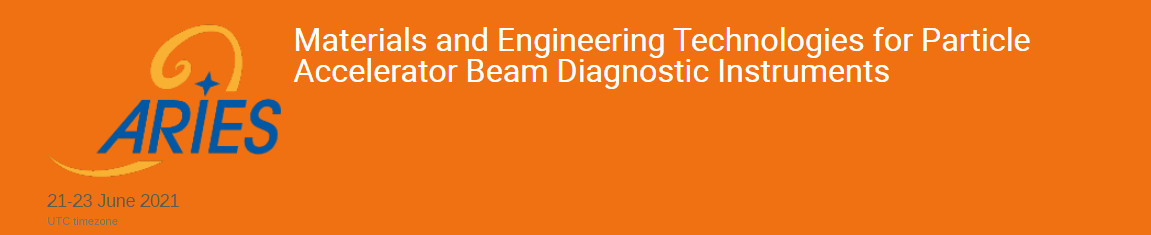 Materials and Engineering Technologies for Particle
Accelerator Beam Diagnostic Instruments
ARIES
21-23 June 2021
UTC timezone